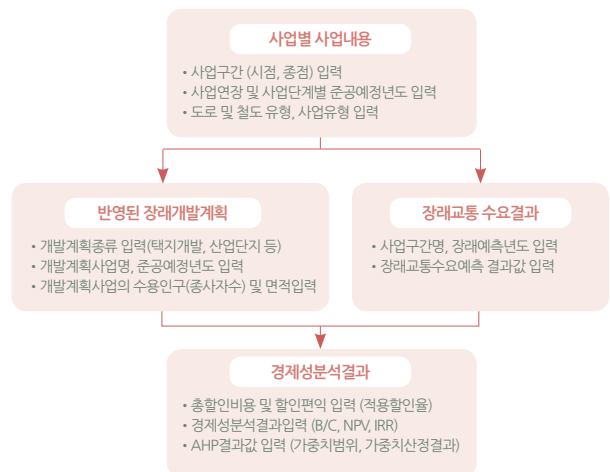 사업별 사업내용
• 사업구간 (시점, 종점) 입력
• 사업연장 및 사업단계별 준공예정년도 입력
• 도로 및 철도 유형, 사업유형 입력
반영된 장래개발계획
• 개발계획종류 입력(택지개발, 산업단지 등)
• 개발계획사업명, 준공예정년도 입력
• 개발계획사업의 수용인구(종사자수) 및 면적입력
장래교통 수요결과
• 사업구간명, 장래예측년도 입력
• 장래교통수요예측 결과값 입력
경제성분석결과
• 총할인비용 및 할인편익 입력 (적용할인율)
• 경제성분석결과입력 (B/C, NPV, IRR)
• AHP결과값 입력 (가중치범위, 가중치산정결과)